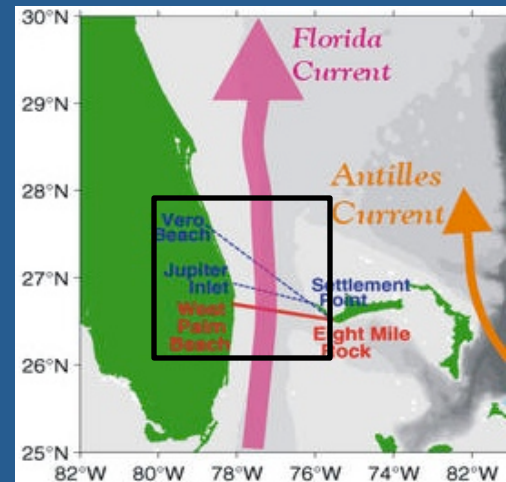 30°N
Florida
Current
29°N
28°N
Antilles
Current
Vero
Beach
27°N
Jupiter
Inlet
Settlement
Point
West
Palm
Beach
Eight Mile
Rock
26°N
25°N
82°W 80°W 78°W 76°W 74°W 82°W